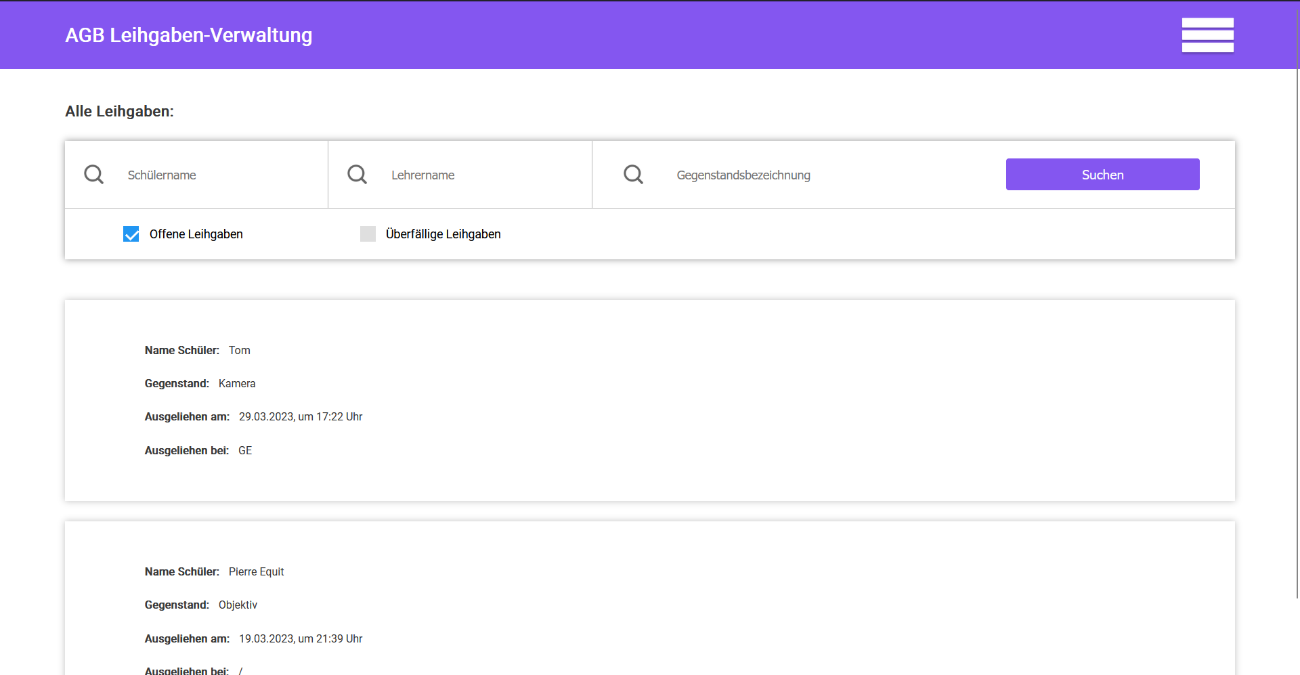 AGB Leihgaben-Verwaltung
Alle Leihgaben:
Schülername Lehrername Gegenstandsbezeichnung Suchen
Offene Leihgaben Überfällige Leihgaben
Name Schüler: Tom
Gegenstand: Kamera
Ausgeliehen am: 29.03.2023, um 17:22 Uhr
Ausgeliehen bei: GE
Name Schüler: Pierre Equit
Gegenstand: Objektiv
Ausgeliehen am: 19.03.2023, um 21:39 Uhr
Ausgeliehen bei: /